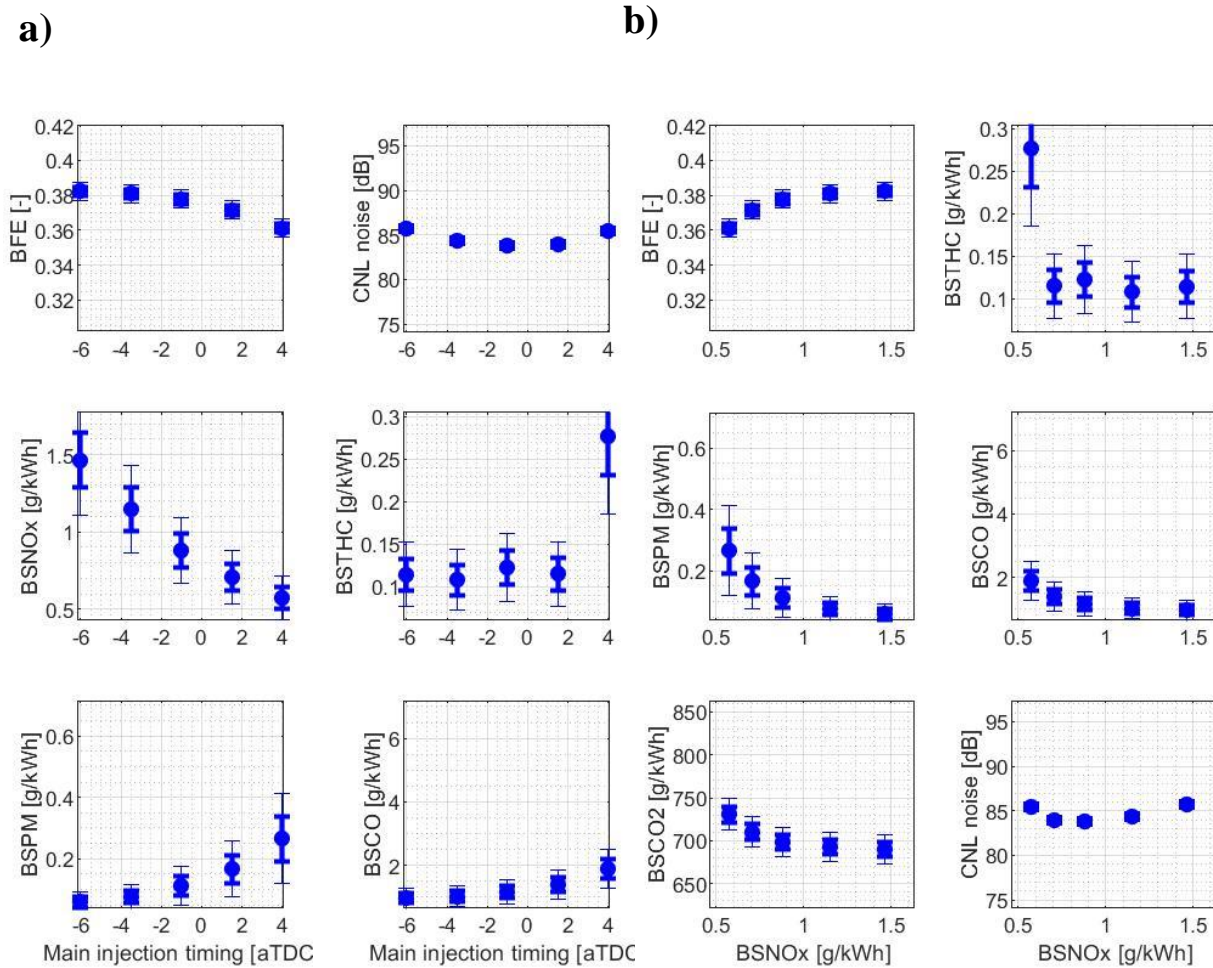 a)
b)
0.42
0.4
0.38
0.36
0.34
0.32
BFE [-]
-6 -4 -2 0 2 4
95
90
85
80
75
CNL noise [dB]
-6 -4 -2 0 2 4
0.42
0.4
0.38
0.36
0.34
0.32
BFE [-]
0.5 1 1.5
0.3
0.25
0.2
0.15
0.1
BSTHC [g/kWh]
0.5 1 1.5
1.5
1
0.5
BSNOx [g/kWh]
-6 -4 -2 0 2 4
0.3
0.25
0.2
0.15
0.1
BSTHC [g/kWh]
-6 -4 -2 0 2 4
0.6
0.4
0.2
BSPM [g/kWh]
0.5 1 1.5
6
4
2
BSCO [g/kWh]
0.5 1 1.5
0.6
0.4
0.2
BSPM [g/kWh]
-6 -4 -2 0 2 4
Main injection timing [aTDC
6
4
2
BSCO [g/kWh]
-6 -4 -2 0 2 4
Main injection timing [aTDC
850
800
750
700
650
BSCO2 [g/kWh]
0.5 1 1.5
BSNOx [g/kWh]
95
90
85
80
75
CNL noise [dB]
0.5 1 1.5
BSNOx [g/kWh]